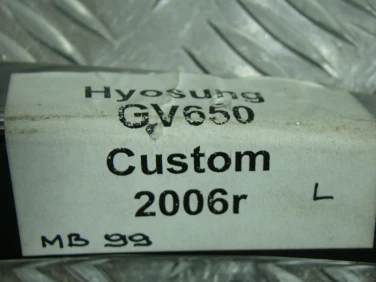 Hyosung
GV650
Custom
2006r L
MB 99